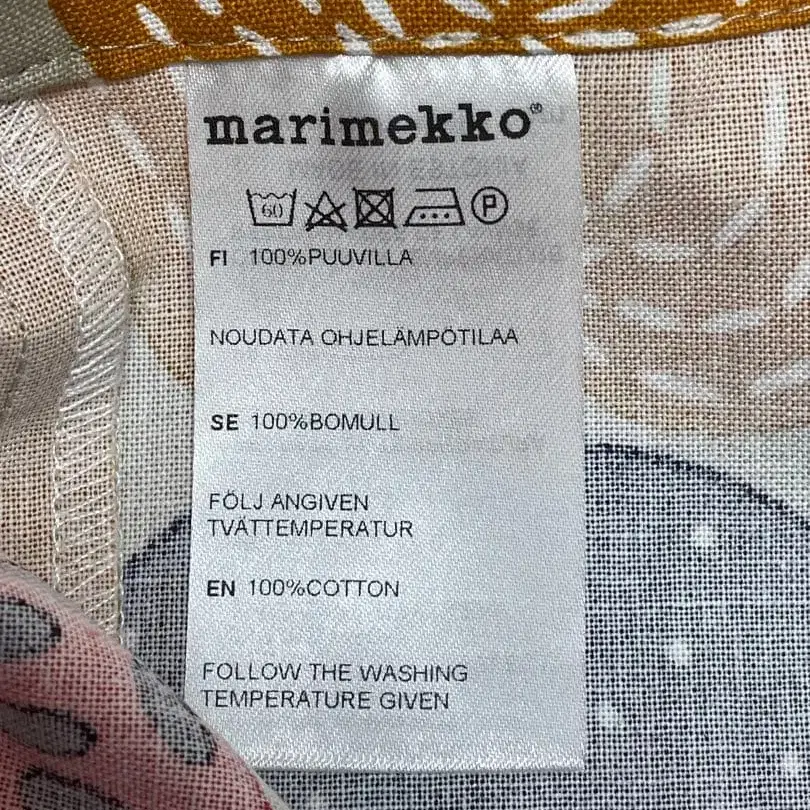 marimekko®
60 P
FI 100%PUUVILLA
NOUDATA OHJELÄMPÖTILAA
SE 100%BOMULL
FÖLJ ANGIVEN
TVÄTTEMPERATUR
EN 100%COTTON
FOLLOW THE WASHING
TEMPERATURE GIVEN